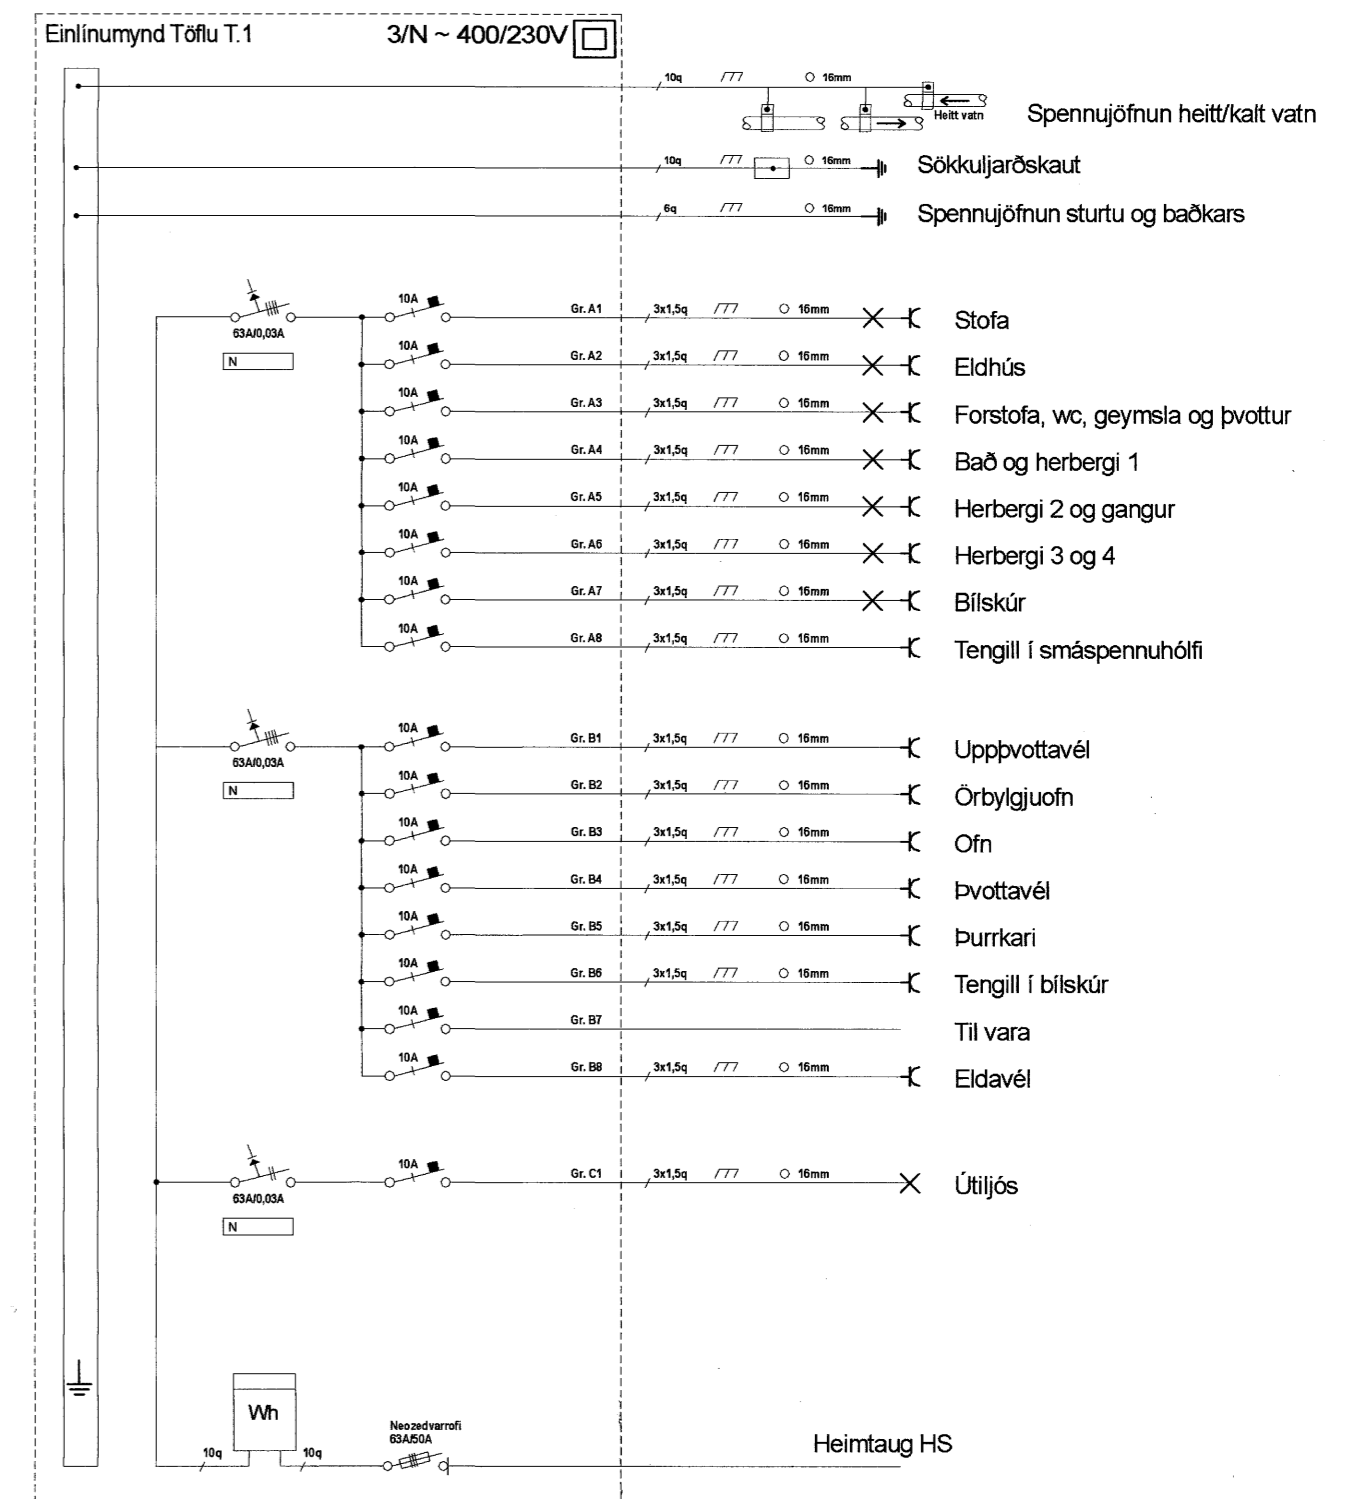 Einlínumynd Töflu T.1 3/N ~ 400/230V
10q 16mm
Heitt vatn
Spennujöfnun heitt/kalt vatn
10q 16mm Sökkuljarðskaut
6q 16mm Spennujöfnun sturtu og baðkars
63A/0,03A
N
10A Gr. A1 3x1,5q 16mm Stofa
10A Gr. A2 3x1,5q 16mm Eldhús
10A Gr. A3 3x1,5q 16mm Forstofa, wc, geymsla og þvottur
10A Gr. A4 3x1,5q 16mm Bað og herbergi 1
10A Gr. A5 3x1,5q 16mm Herbergi 2 og gangur
10A Gr. A6 3x1,5q 16mm Herbergi 3 og 4
10A Gr. A7 3x1,5q 16mm Bílskúr
10A Gr. A8 3x1,5q 16mm Tengill í smáspennuhólfi
63A/0,03A
N
10A Gr. B1 3x1,5q 16mm Uppþvottavél
10A Gr. B2 3x1,5q 16mm Örbylgjuofn
10A Gr. B3 3x1,5q 16mm Ofn
10A Gr. B4 3x1,5q 16mm Þvottavél
10A Gr. B5 3x1,5q 16mm Þurrkari
10A Gr. B6 3x1,5q 16mm Tengill í bílskúr
10A Gr. B7 Til vara
10A Gr. B8 3x1,5q 16mm Eldavél
63A/0,03A
N
10A Gr. C1 3x1,5q 16mm Útiljós
Wh
10q 10q
Neozedvarrofi
63A/50A
Heimtaug HS